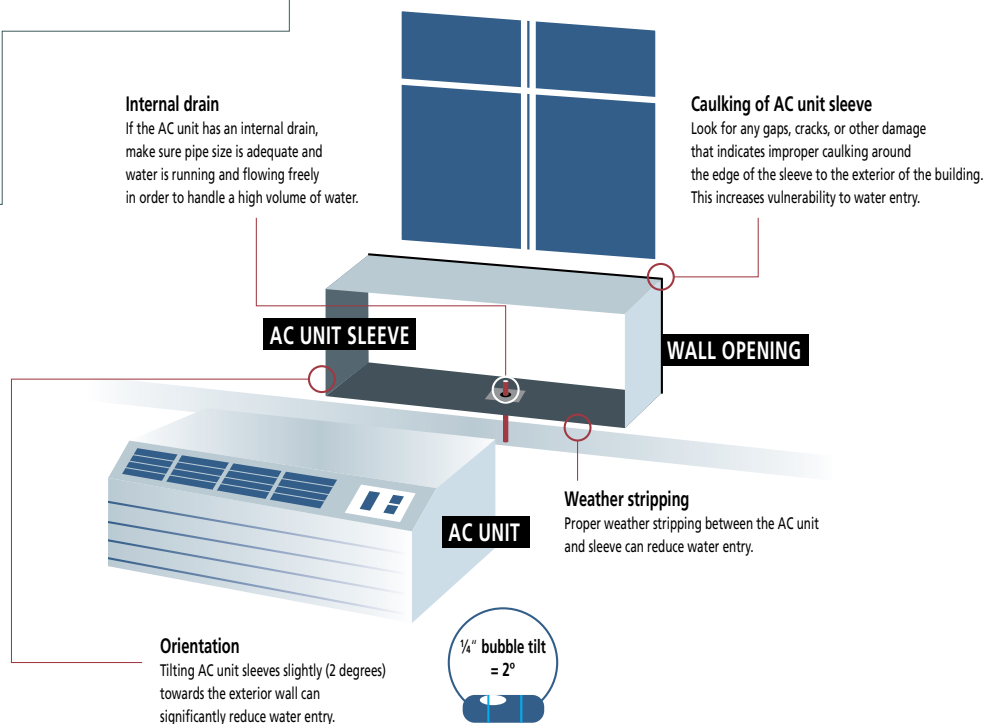 Internal drain
If the AC unit has an internal drain,
make sure pipe size is adequate and
water is running and flowing freely
in order to handle a high volume of water.
Caulking of AC unit sleeve
Look for any gaps, cracks, or other damage
that indicates improper caulking around
the edge of the sleeve to the exterior of the building.
This increases vulnerability to water entry.
AC UNIT SLEEVE
WALL OPENING
AC UNIT
Weather stripping
Proper weather stripping between the AC unit
and sleeve can reduce water entry.
Orientation
Tilting AC unit sleeves slightly (2 degrees)
towards the exterior wall can
significantly reduce water entry.
¼“ bubble tilt
= 2º